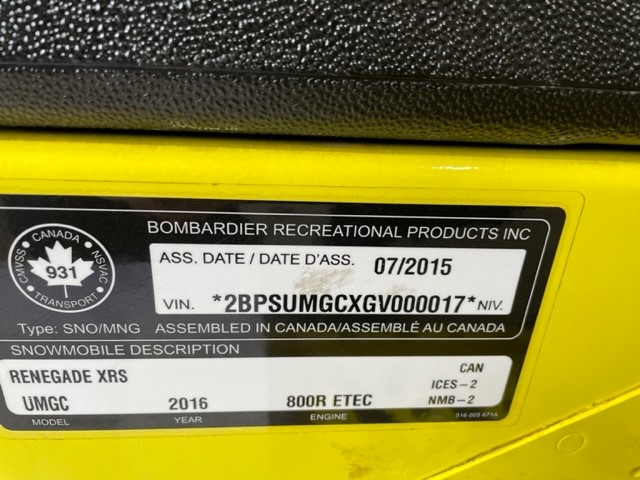 BOMBARDIER RECREATIONAL PRODUCTS INC
CANADA
CMVSS
NSVAC
931
TRANSPORT
ASS. DATE / DATE D'ASS. 07/2015
VIN. *2BPSUMGCXGV000017* NIV.
Type: SNO/MNG ASSEMBLED IN CANADA/ASSEMBLÉ AU CANADA
SNOWMOBILE DESCRIPTION
RENEGADE XRS CAN
ICES-2
UMGC 2016 800R ETEC NMB-2
MODEL YEAR ENGINE 516 005 671A